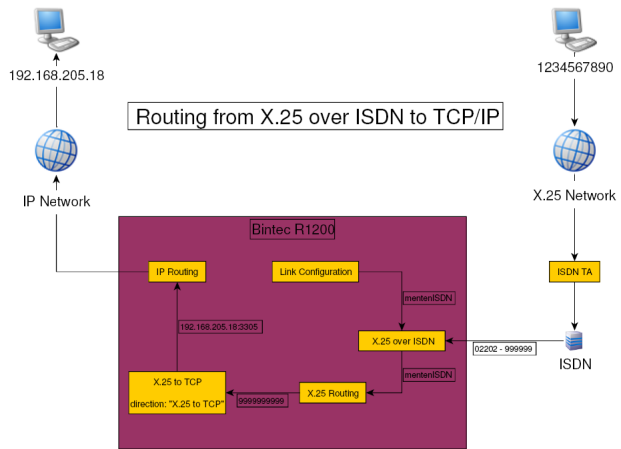 192.168.205.18
1234567890
Routing from X.25 over ISDN to TCP/IP
IP Network
X.25 Network
Bintec R1200
IP Routing
Link Configuration
ISDN TA
mentenISDN
192.168.205.18:3305
X.25 over ISDN
02202 - 999999
ISDN
mentenISDN
X.25 to TCP
direction: "X.25 to TCP"
9999999999
X.25 Routing